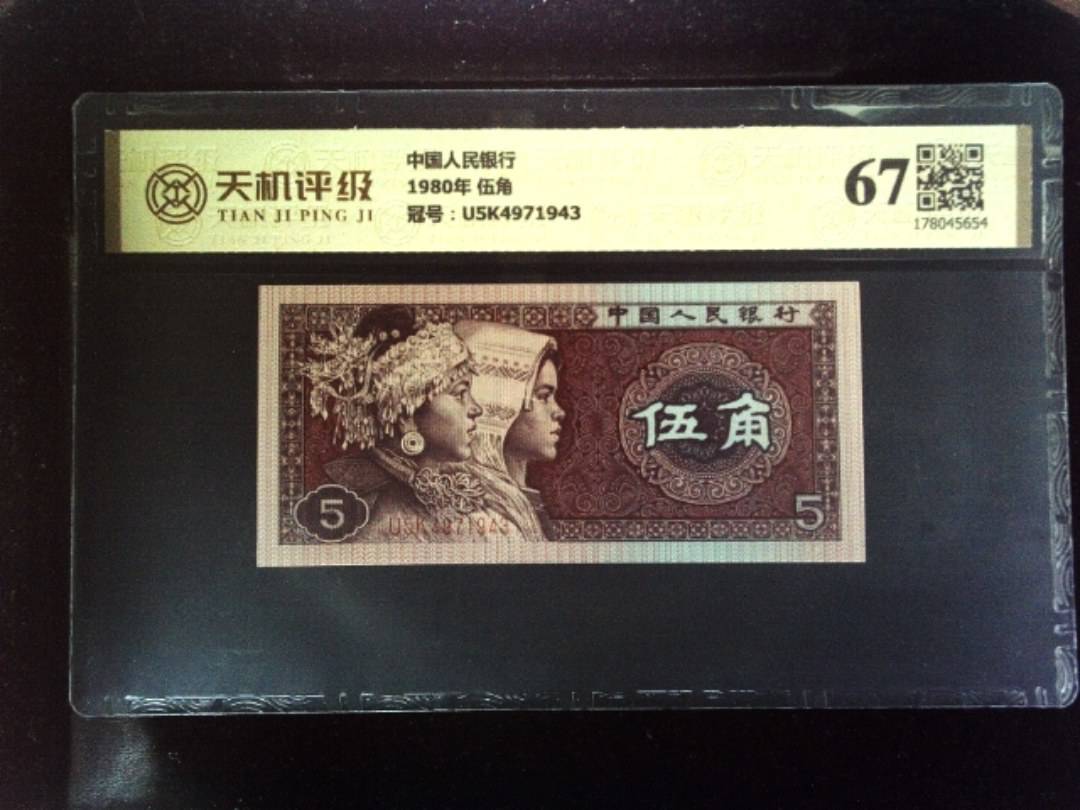 天机评级
TIAN JI PING JI
中国人民银行
1980年 伍角
冠号：U5K4971943
67
178045654
中国人民银行
伍角
5
U5K4971943
5